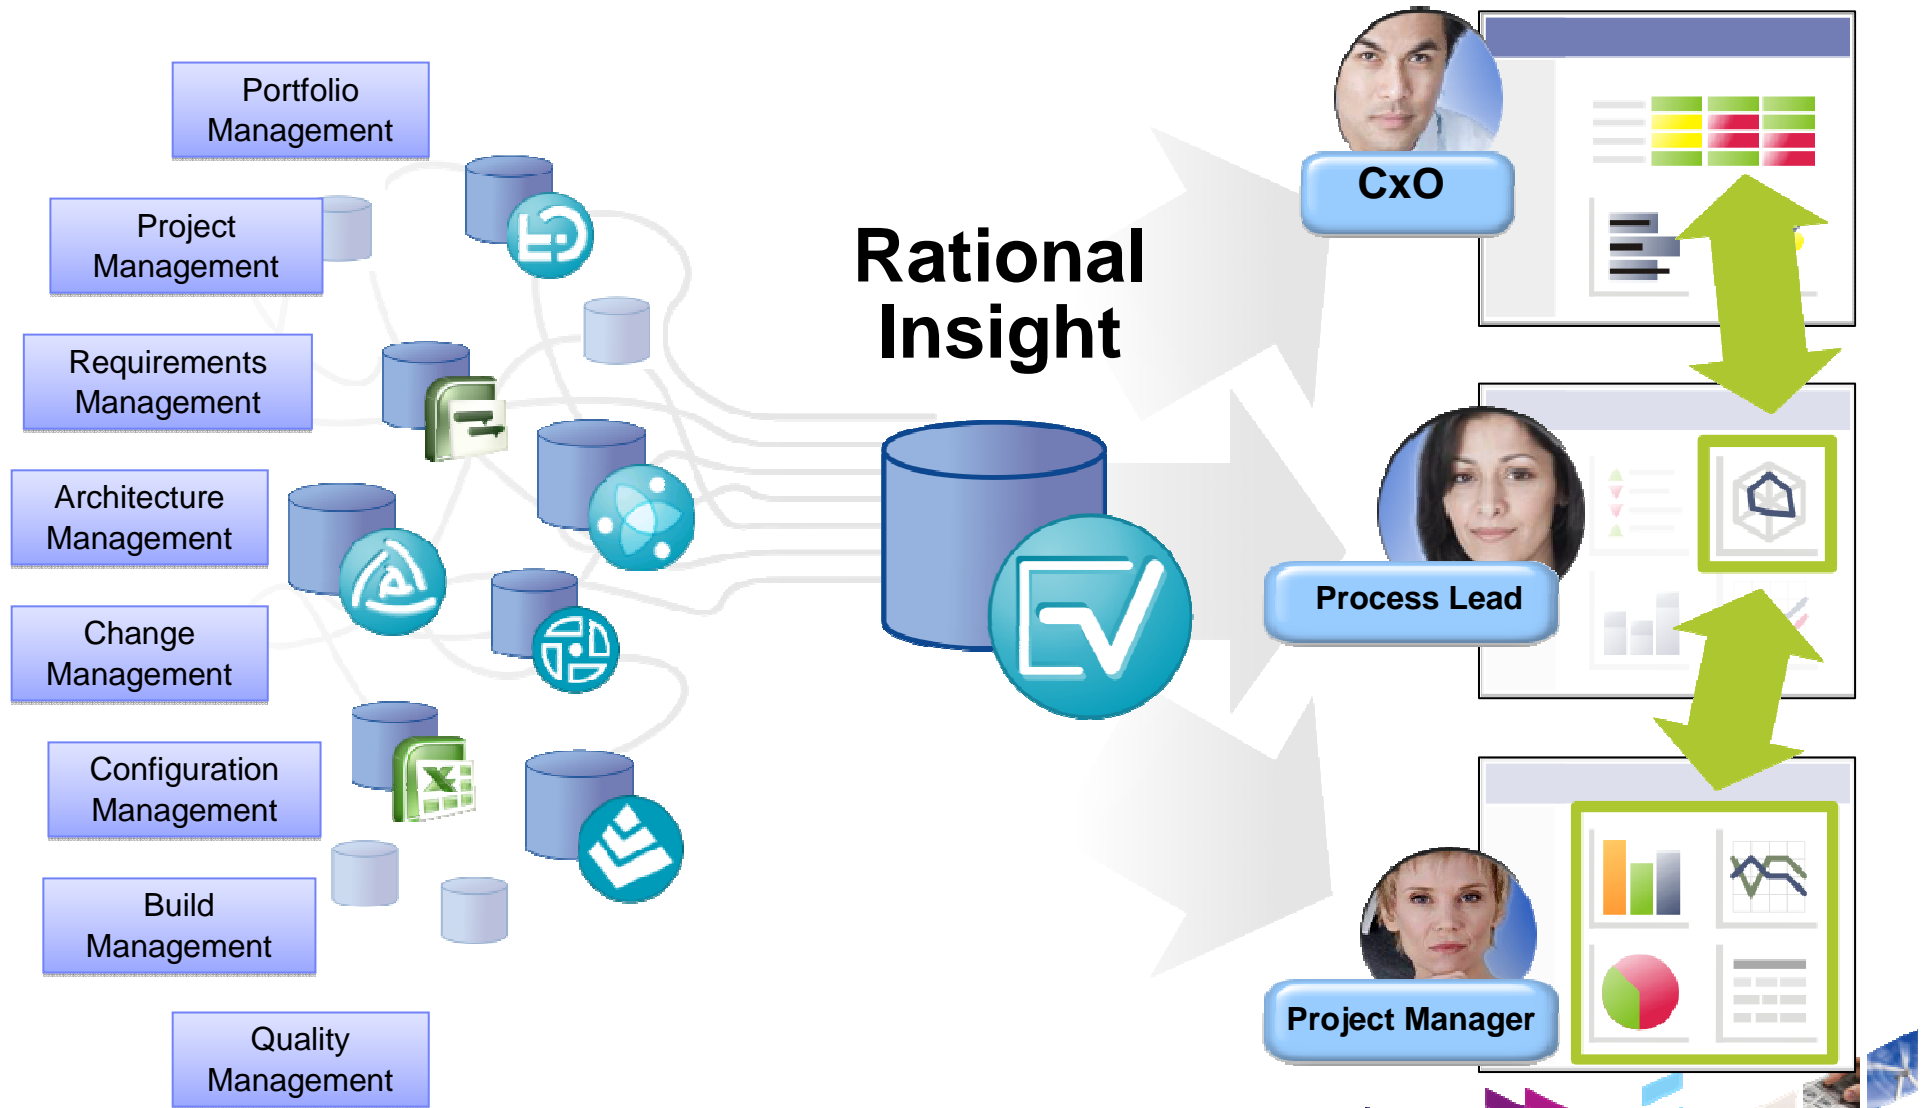 Portfolio
Management
Project
Management
Requirements
Management
Architecture
Management
Change
Management
Configuration
Management
Build
Management
Quality
Management
Rational
Insight
CxO
Process Lead
Project Manager